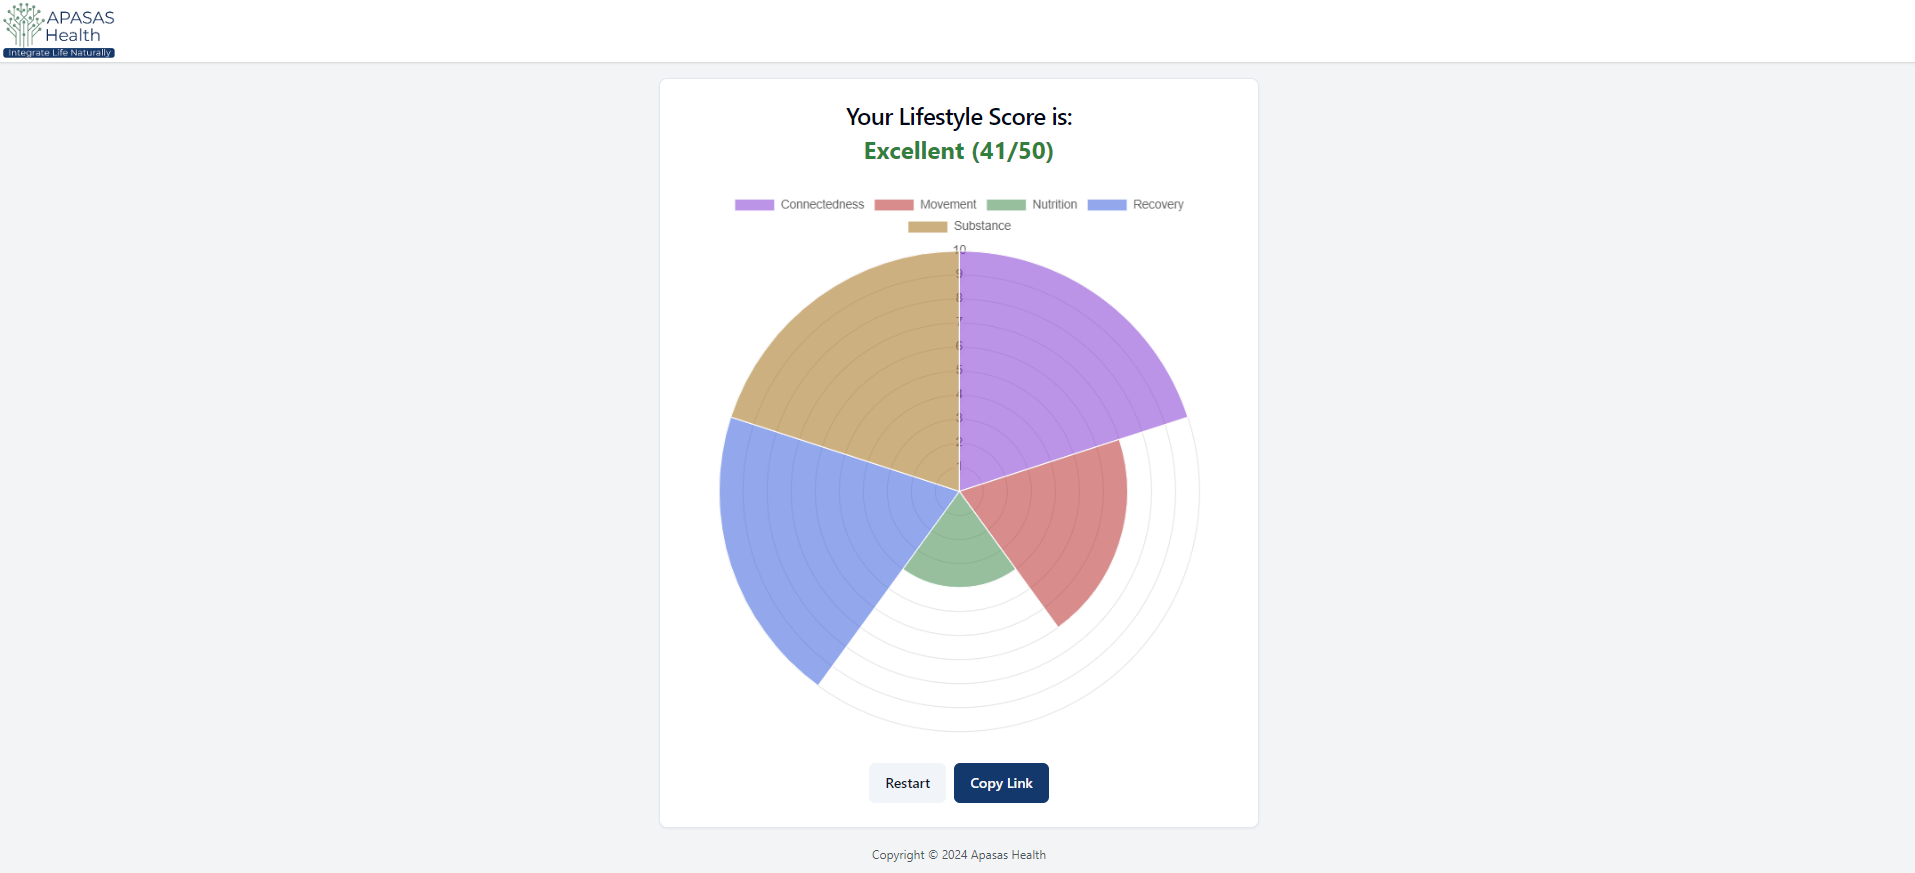 APASAS
Health
Integrate Life Naturally
Your Lifestyle Score is:
Excellent (41/50)
Connectedness Movement Nutrition Recovery
Substance
10
9
8
7
6
5
4
3
2
1
Restart Copy Link
Copyright © 2024 Apasas Health